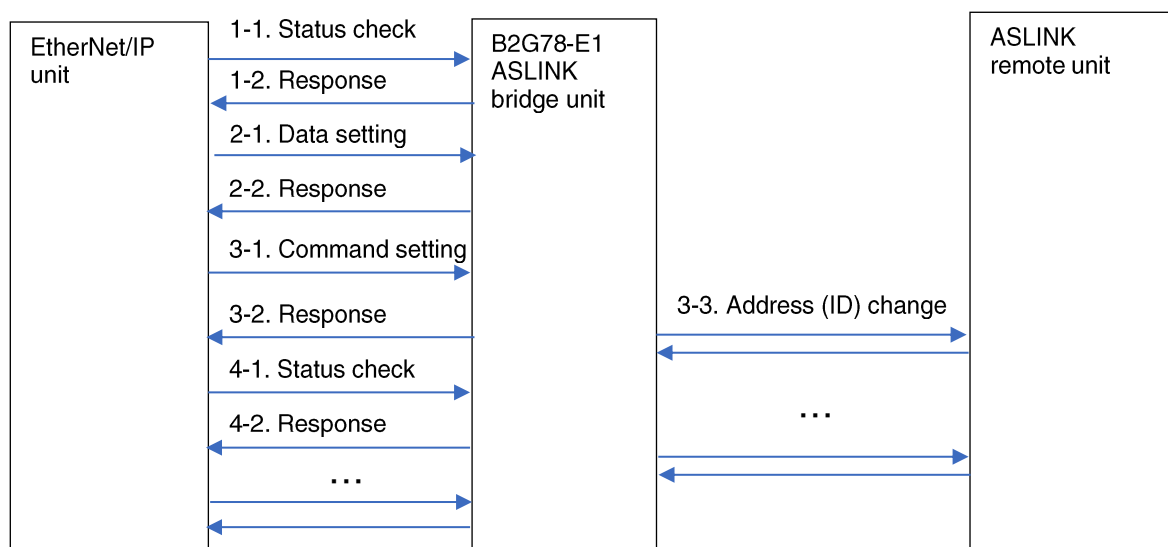 EtherNet/IP
unit
1-1. Status check
1-2. Response
2-1. Data setting
2-2. Response
3-1. Command setting
3-2. Response
4-1. Status check
4-2. Response
...
B2G78-E1
ASLINK
bridge unit
3-3. Address (ID) change
...
ASLINK
remote unit